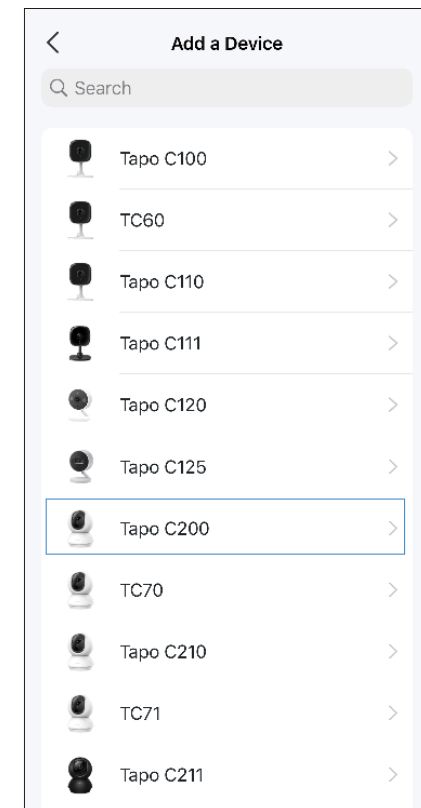 Add a Device
Search
Tapo C100
TC60
Tapo C110
Tapo C111
Tapo C120
Tapo C125
Tapo C200
TC70
Tapo C210
TC71
Tapo C211